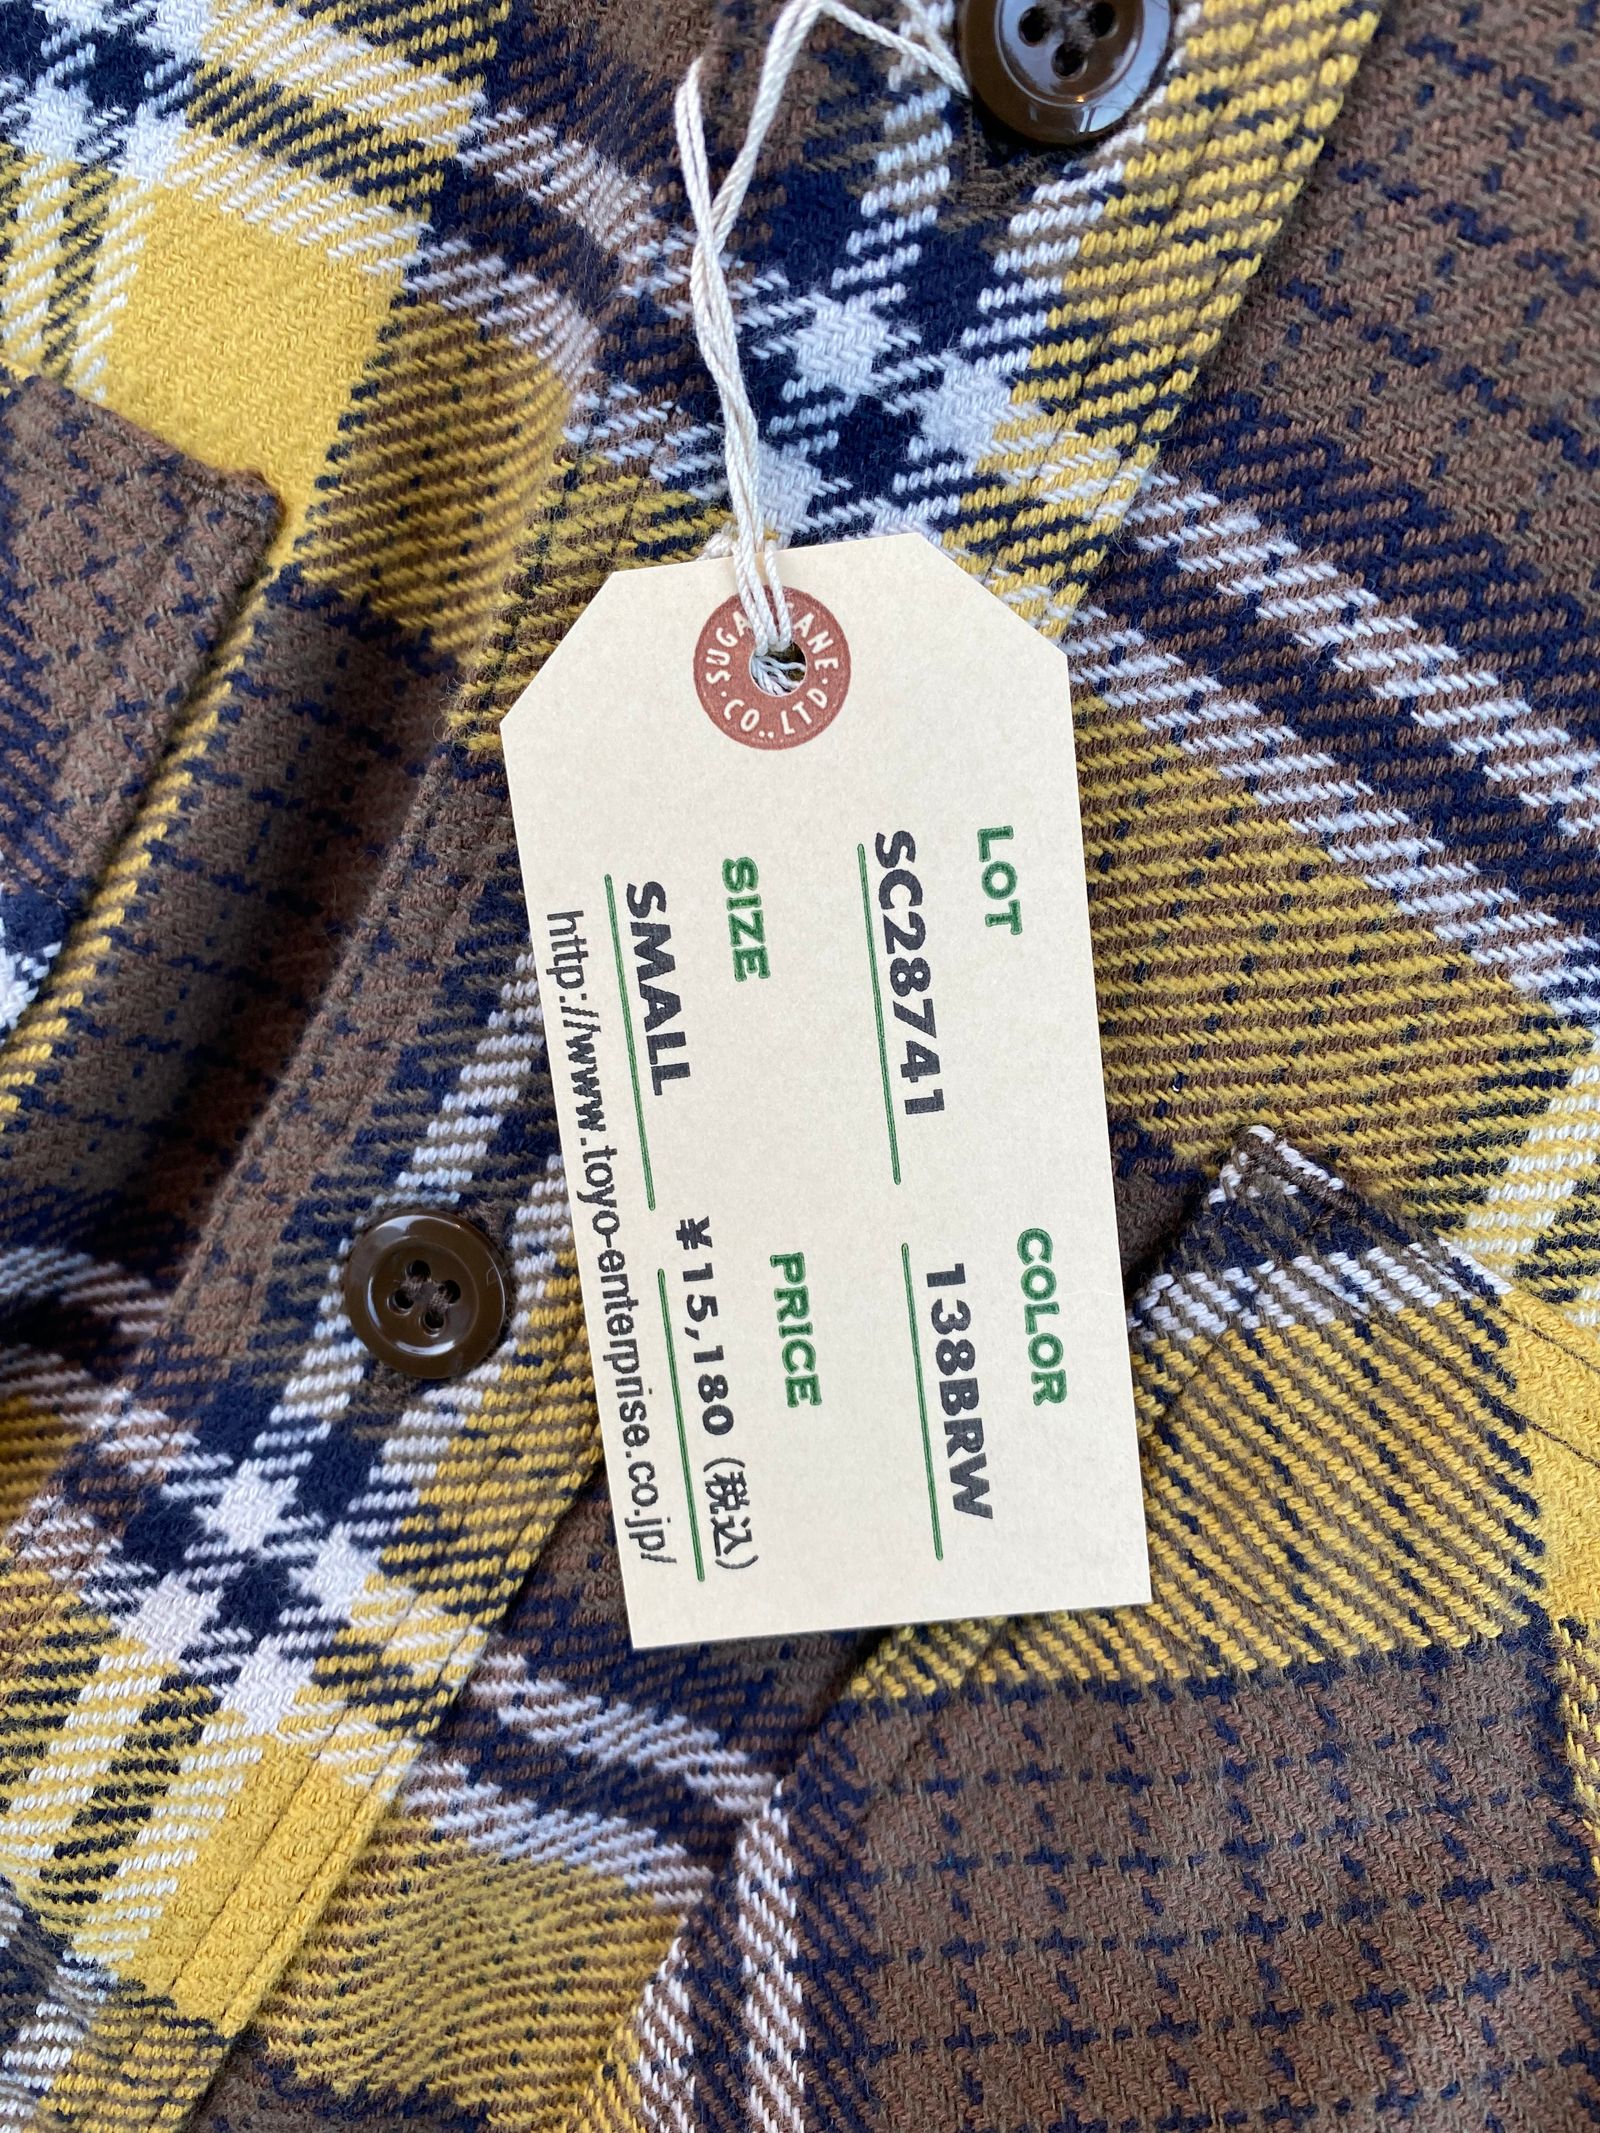 SUGAR CANE
CO., LTD.
LOT
SC28741
COLOR
138BRW
SIZE
SMALL
PRICE
¥15,180 (税込)
http://www.toyo-enterprise.co.jp/